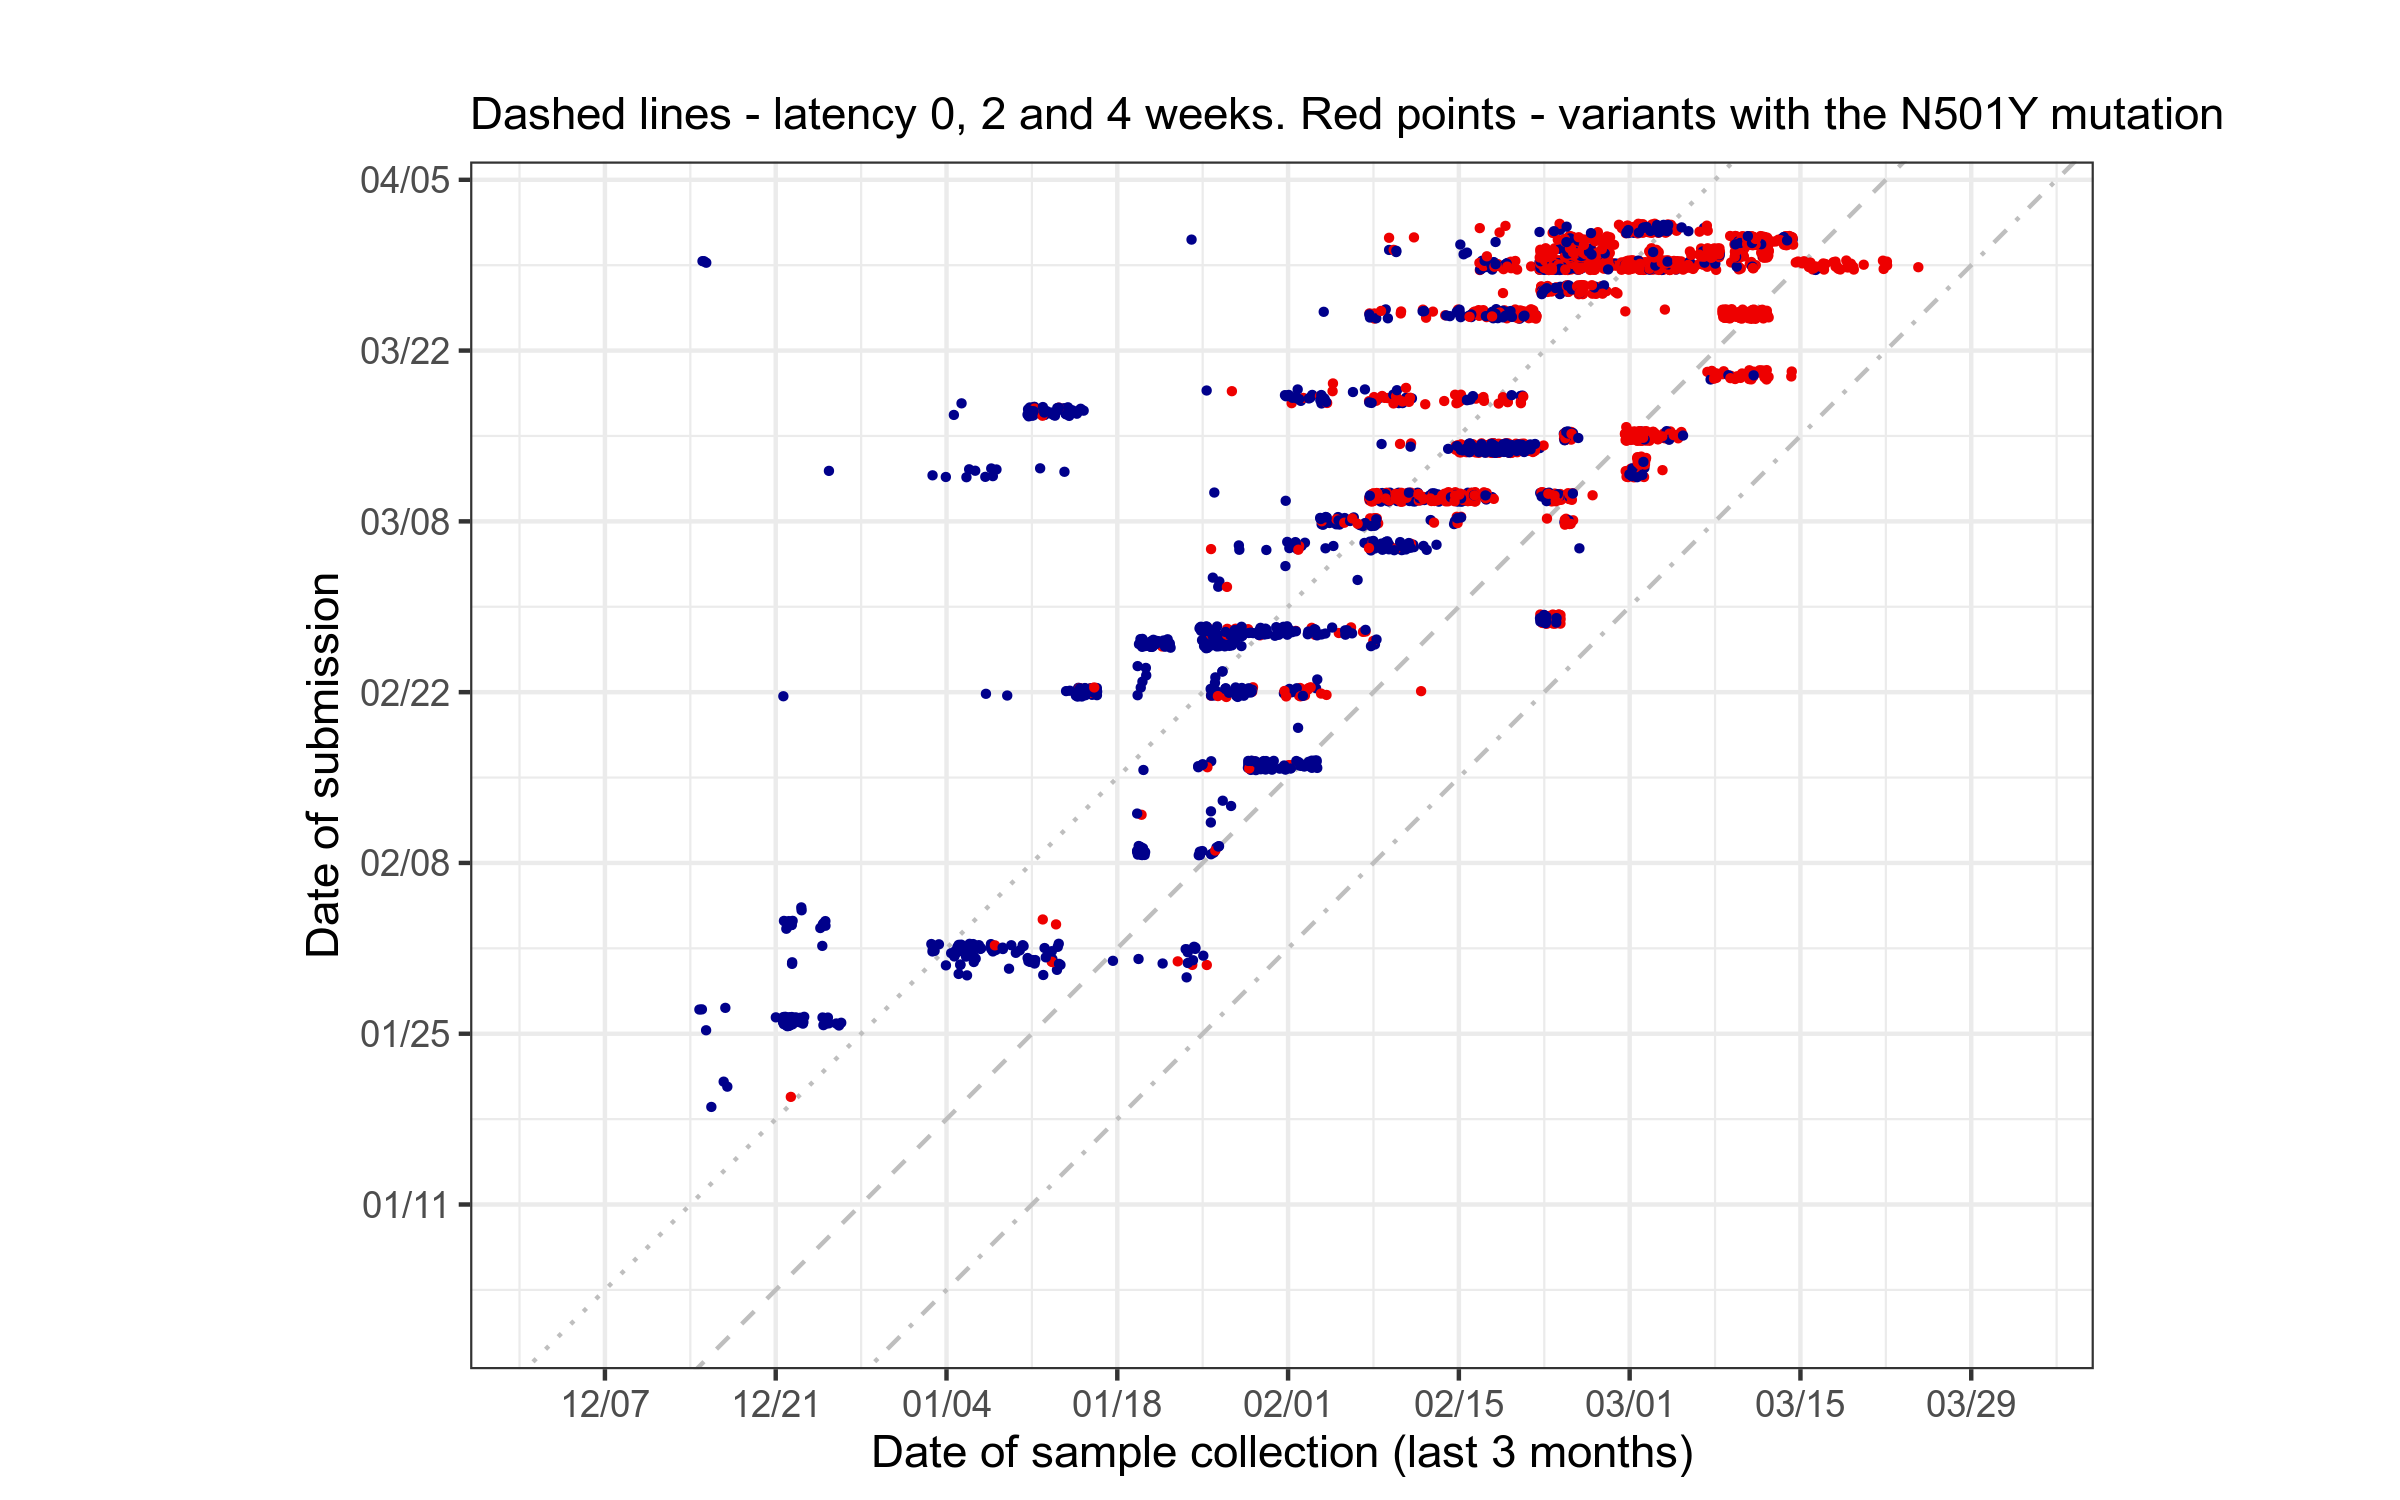 Dashed lines - latency 0, 2 and 4 weeks. Red points - variants with the N501Y mutation
04/05
03/22
03/08
02/22
02/08
01/25
01/11
Date of submission
12/07 12/21 01/04 01/18 02/01 02/15 03/01 03/15 03/29
Date of sample collection (last 3 months)